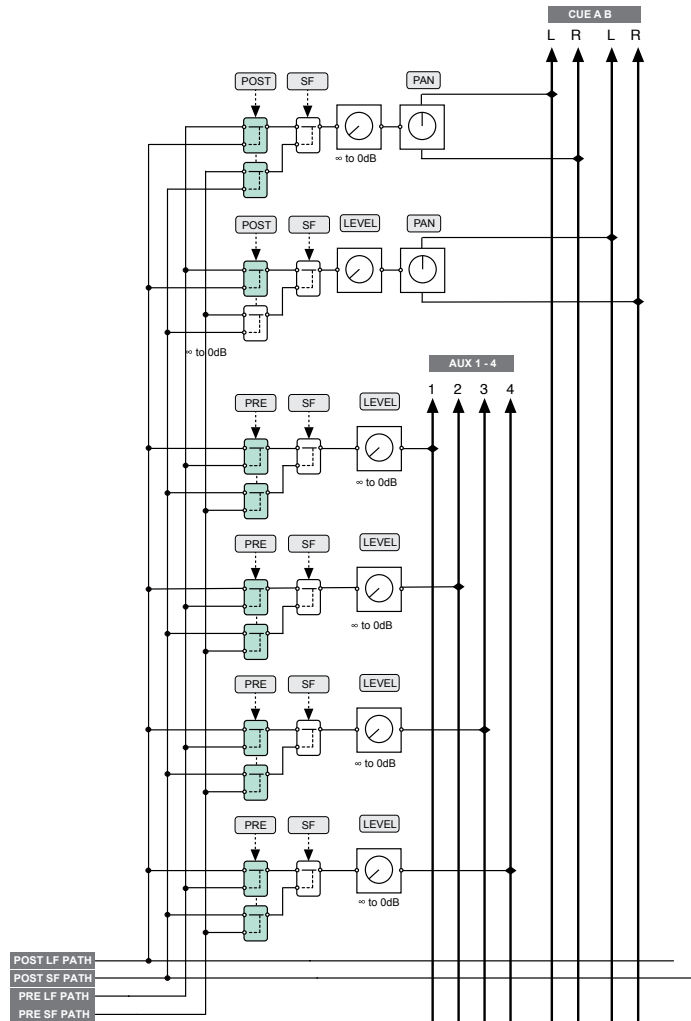 CUE A B
L R L R
POST SF PAN
∞ to 0dB
POST SF LEVEL PAN
∞ to 0dB
AUX 1 - 4
1 2 3 4
PRE SF LEVEL
∞ to 0dB
PRE SF LEVEL
∞ to 0dB
PRE SF LEVEL
∞ to 0dB
PRE SF LEVEL
∞ to 0dB
POST LF PATH
POST SF PATH
PRE LF PATH
PRE SF PATH